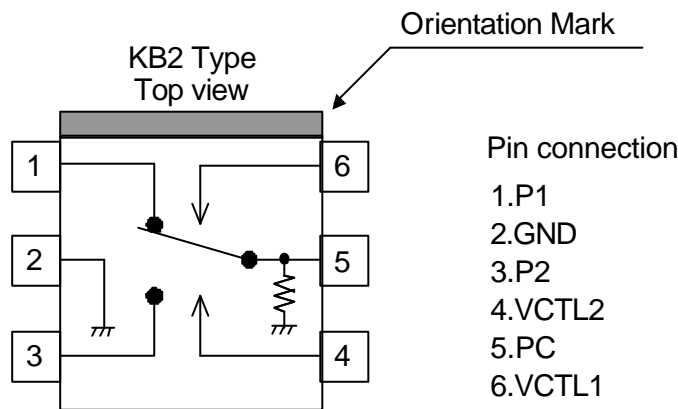 Orientation Mark
KB2 Type
Top view
1
6
2
5
3
4
Pin connection
1.P1
2.GND
3.P2
4.VCTL2
5.PC
6.VCTL1